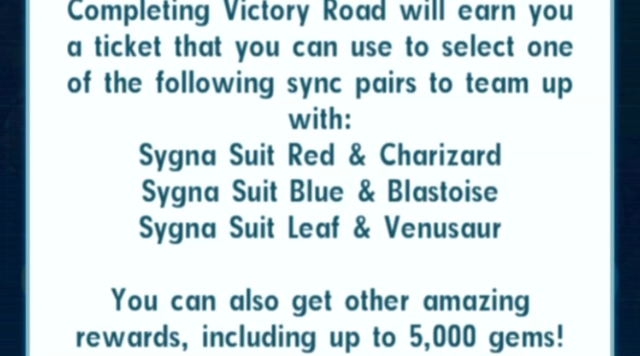 Completing Victory Road will earn you
a ticket that you can use to select one
of the following sync pairs to team up
with:
Sygna Suit Red & Charizard
Sygna Suit Blue & Blastoise
Sygna Suit Leaf & Venusaur
You can also get other amazing
rewards, including up to 5,000 gems!